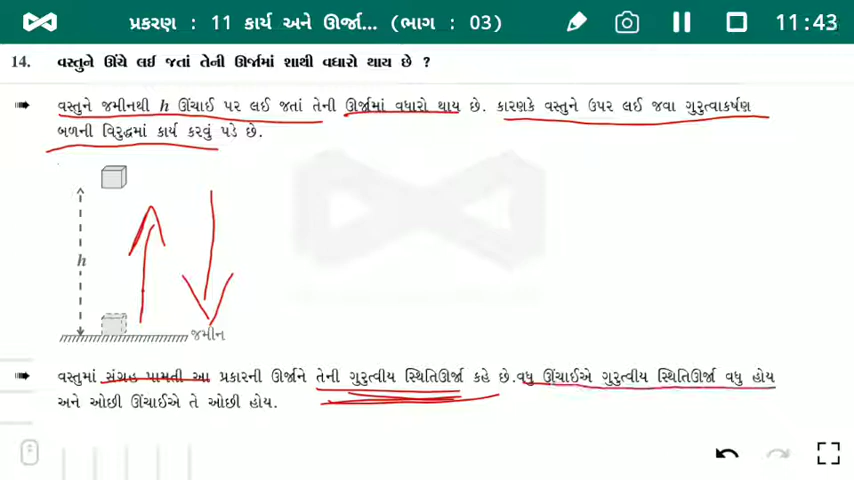 પ્રકરણ : 11 કાર્ય અને ઊર્જા... (ભાગ : 03)
11:43
14. વસ્તુને ઊંચે લઈ જતાં તેની ઊર્જામાં શાથી વધારો થાય છે ?
વસ્તુને જમીનથી h ઊંચાઈ પર લઈ જતાં તેની ઊર્જામાં વધારો થાય છે. કારણકે વસ્તુને ઉપર લઈ જવા ગુરુત્વાકર્ષણ
બળની વિરુદ્ધમાં કાર્ય કરવું પડે છે.
h
જમીન
વસ્તુમાં સંગ્રહ પામતી આ પ્રકારની ઊર્જાને તેની ગુરુત્વીય સ્થિતિઊર્જા કહે છે.વધુ ઊંચાઈએ ગુરુત્વીય સ્થિતિઊર્જા વધુ હોય
અને ઓછી ઊંચાઈએ તે ઓછી હોય.